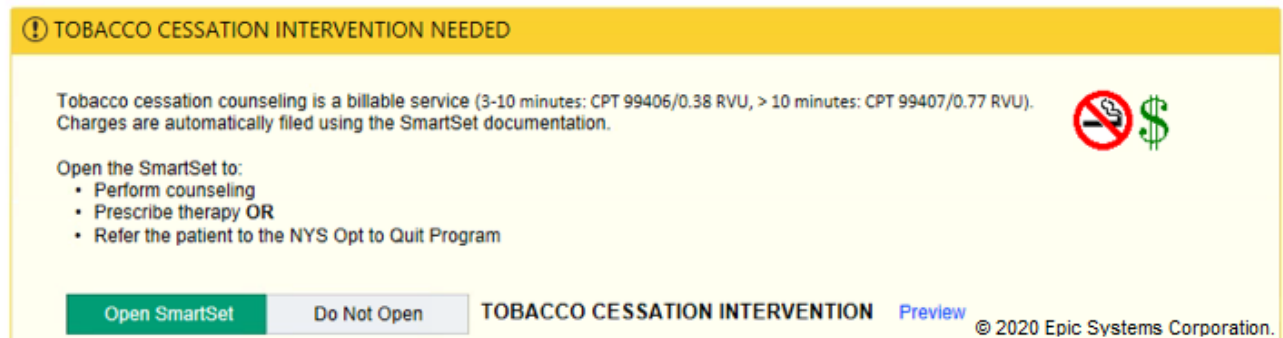 TOBACCO CESSATION INTERVENTION NEEDED
Tobacco cessation counseling is a billable service (3-10 minutes: CPT 99406/0.38 RVU, > 10 minutes: CPT 99407/0.77 RVU).
Charges are automatically filed using the SmartSet documentation.
Open the SmartSet to:
• Perform counseling
• Prescribe therapy OR
• Refer the patient to the NYS Opt to Quit Program
Open SmartSet Do Not Open TOBACCO CESSATION INTERVENTION Preview
© 2020 Epic Systems Corporation.